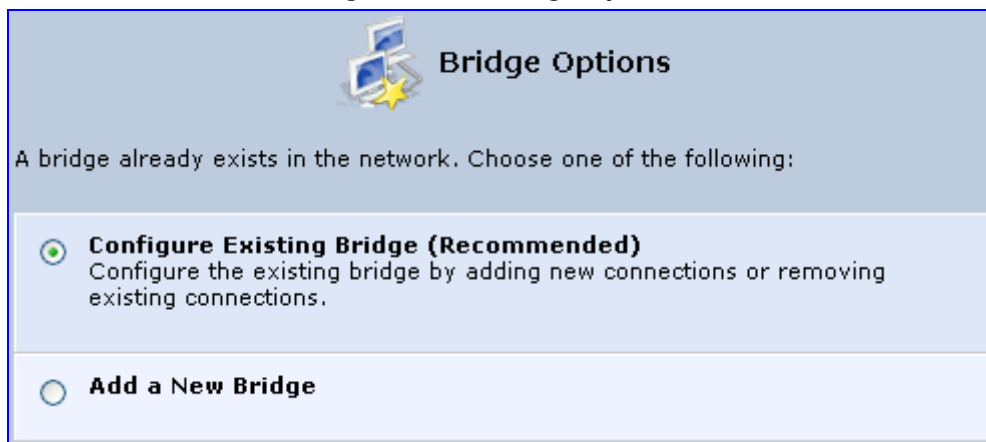 Bridge Options
A bridge already exists in the network. Choose one of the following:
Configure Existing Bridge (Recommended)
Configure the existing bridge by adding new connections or removing
existing connections.
Add a New Bridge